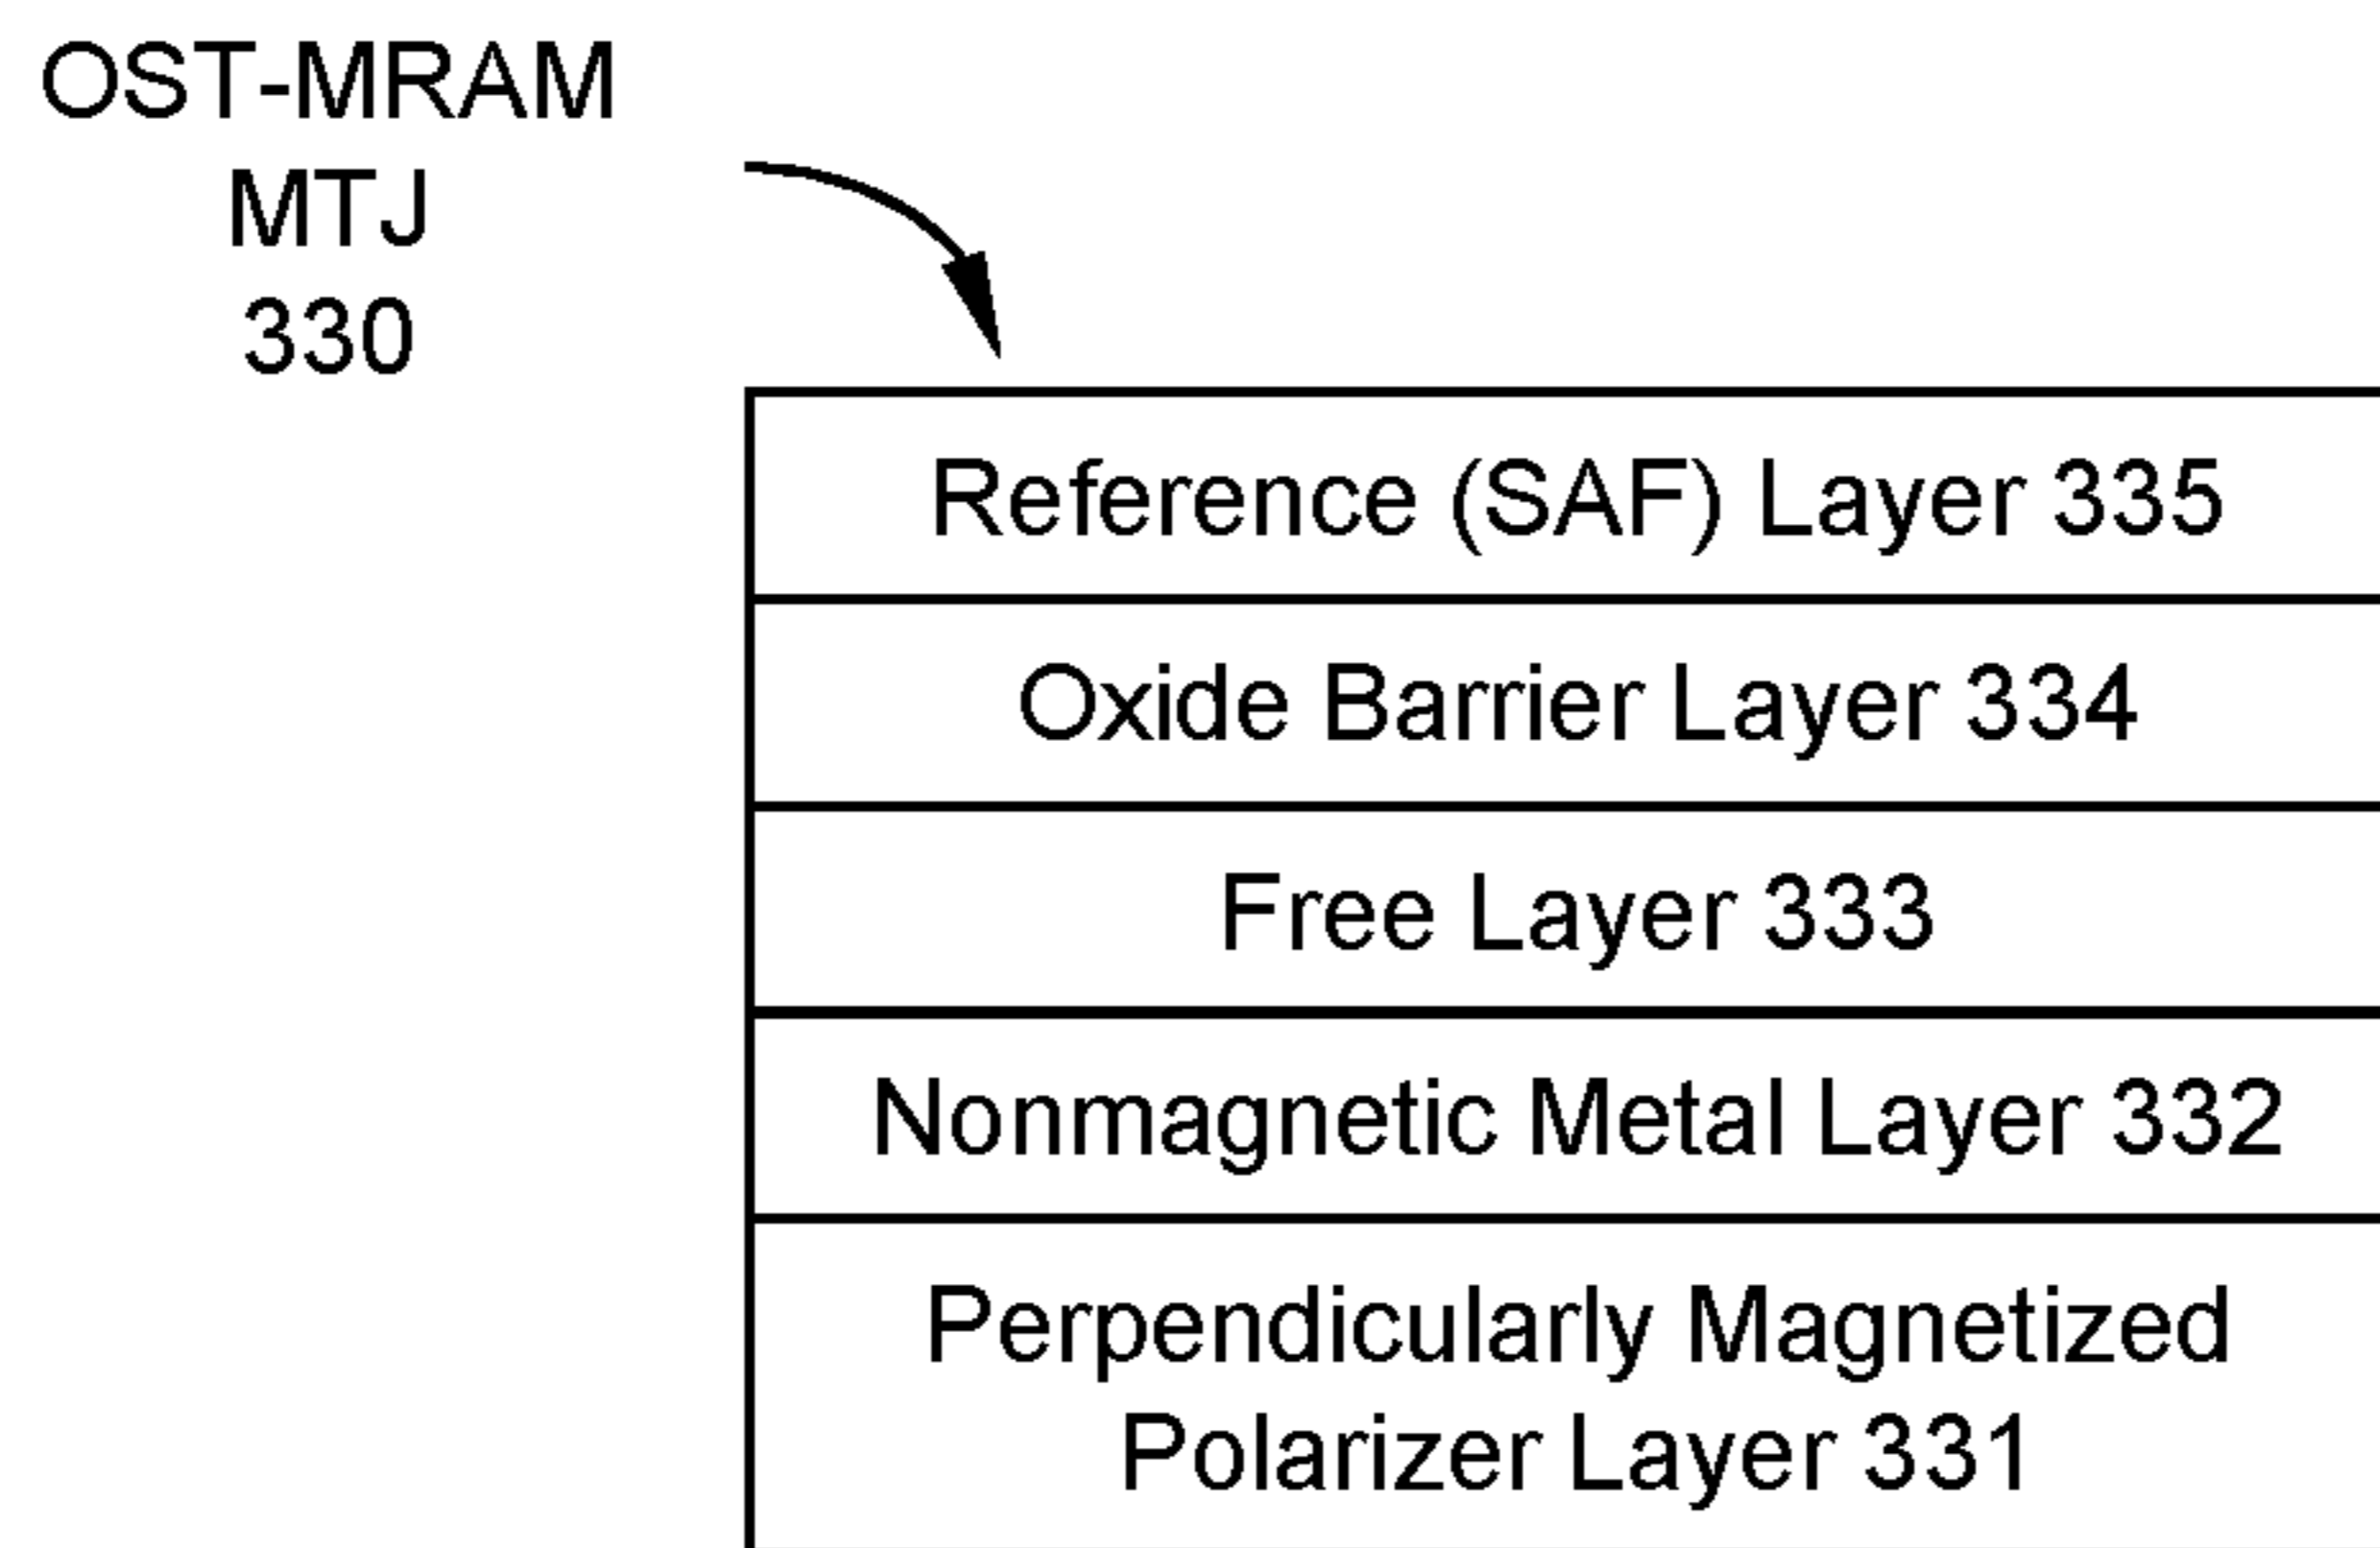 OST-MRAM
MTJ
330
Reference (SAF) Layer 335
Oxide Barrier Layer 334
Free Layer 333
Nonmagnetic Metal Layer 332
Perpendicularly Magnetized
Polarizer Layer 331